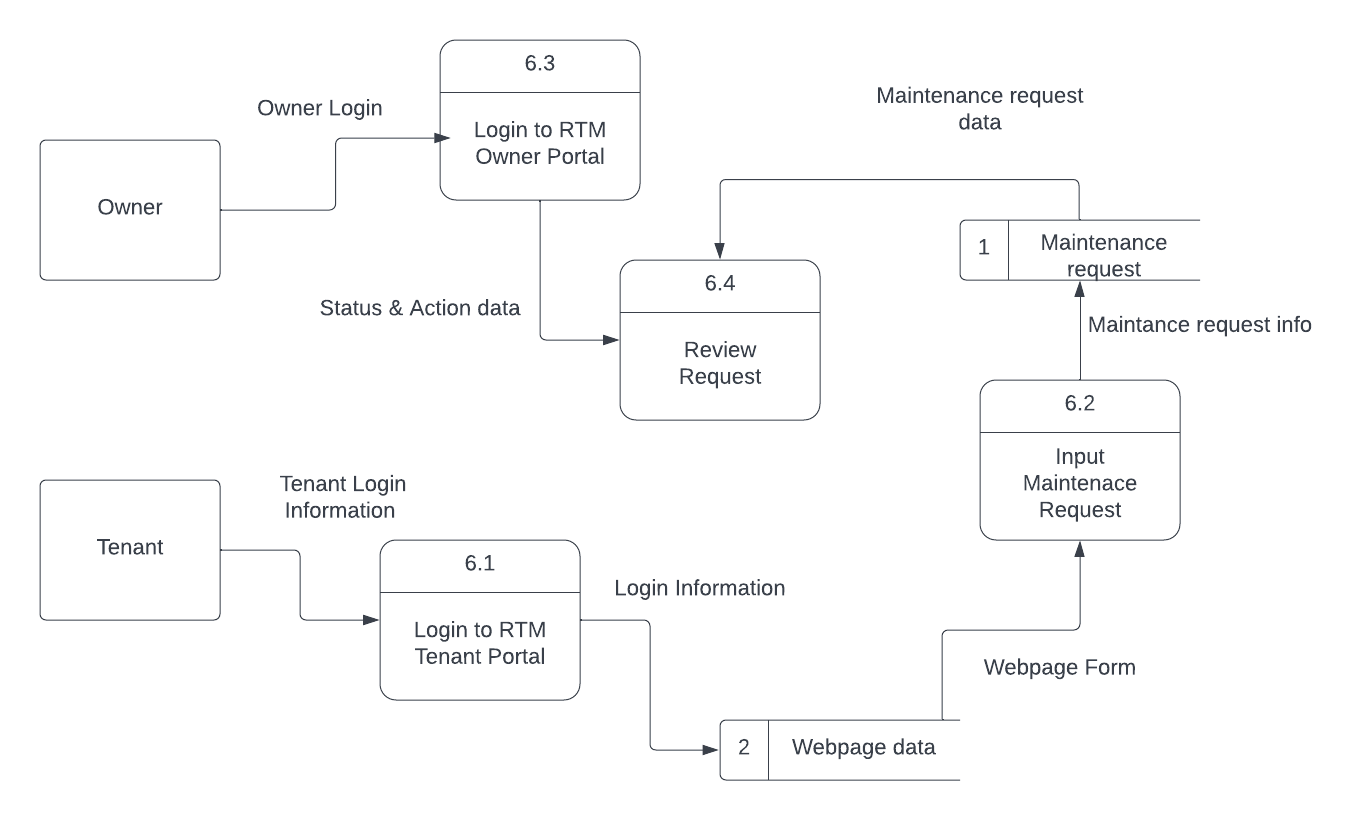 6.3
Owner Login
Login to RTM
Owner Portal
Owner
Maintenance request
data
1
Maintenance
request
6.4
Status & Action data
Review
Request
Maintance request info
6.2
Input
Maintenace
Request
Tenant Login
Information
Tenant
6.1
Login Information
Login to RTM
Tenant Portal
Webpage Form
2
Webpage data